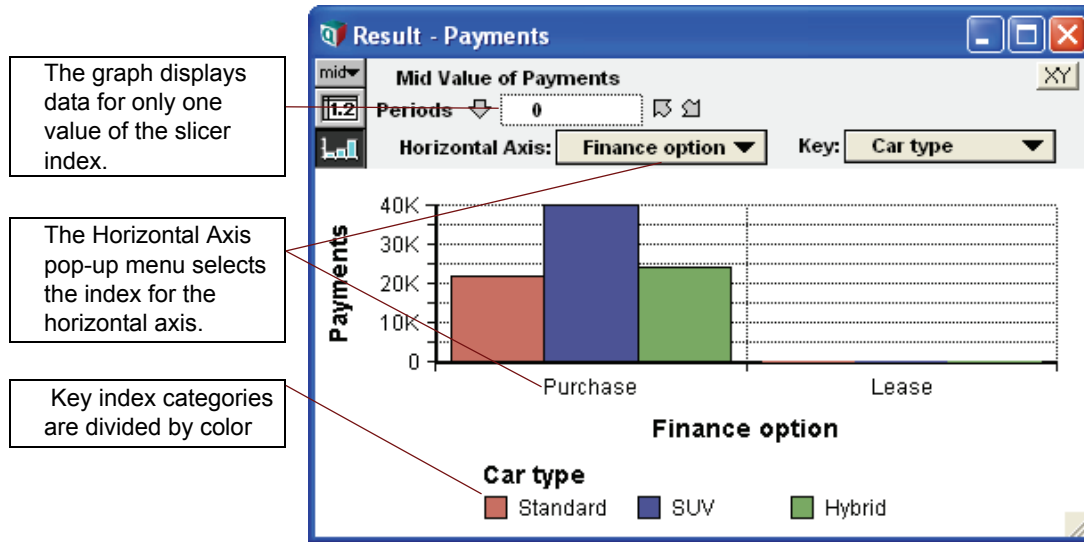 Result - Payments
mid
Mid Value of Payments
XY
1.2
Periods 0
Horizontal Axis: Finance option
Key: Car type
The graph displays
data for only one
value of the slicer
index.
The Horizontal Axis
pop-up menu selects
the index for the
horizontal axis.
Key index categories
are divided by color
Payments
40K
30K
20K
10K
0
Purchase
Lease
Finance option
Car type
Standard
SUV
Hybrid